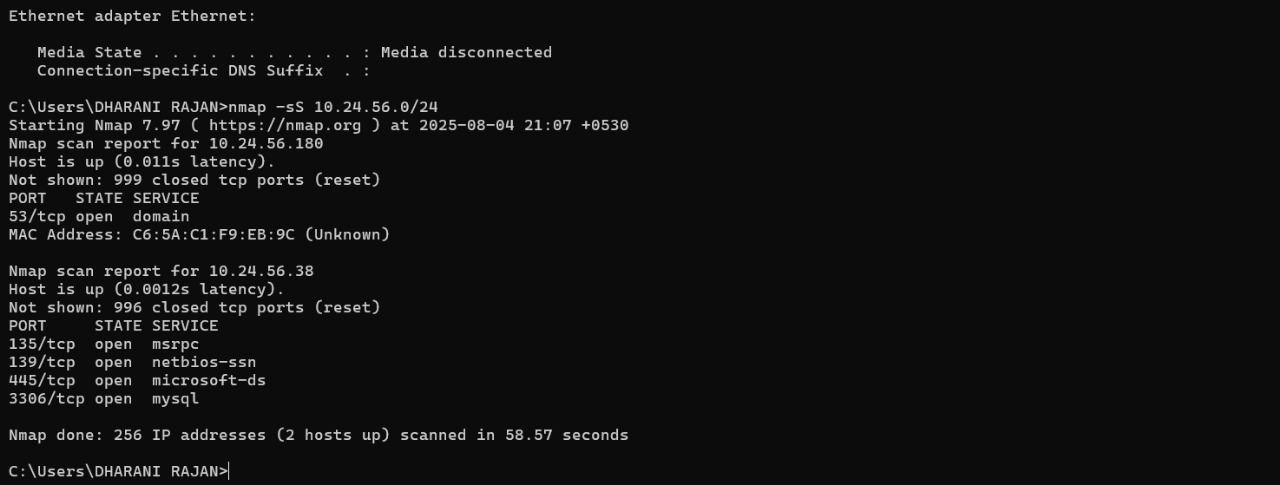 Ethernet adapter Ethernet:
   Media State . . . . . . . . . . . : Media disconnected
   Connection-specific DNS Suffix  . :
C:\Users\DHARANI RAJAN>nmap -sS 10.24.56.0/24
Starting Nmap 7.97 ( https://nmap.org ) at 2025-08-04 21:07 +0530
Nmap scan report for 10.24.56.180
Host is up (0.011s latency).
Not shown: 999 closed tcp ports (reset)
PORT   STATE SERVICE
53/tcp open  domain
MAC Address: C6:5A:C1:F9:EB:9C (Unknown)
Nmap scan report for 10.24.56.38
Host is up (0.0012s latency).
Not shown: 996 closed tcp ports (reset)
PORT     STATE SERVICE
135/tcp  open  msrpc
139/tcp  open  netbios-ssn
445/tcp  open  microsoft-ds
3306/tcp open  mysql
Nmap done: 256 IP addresses (2 hosts up) scanned in 58.57 seconds
C:\Users\DHARANI RAJAN>